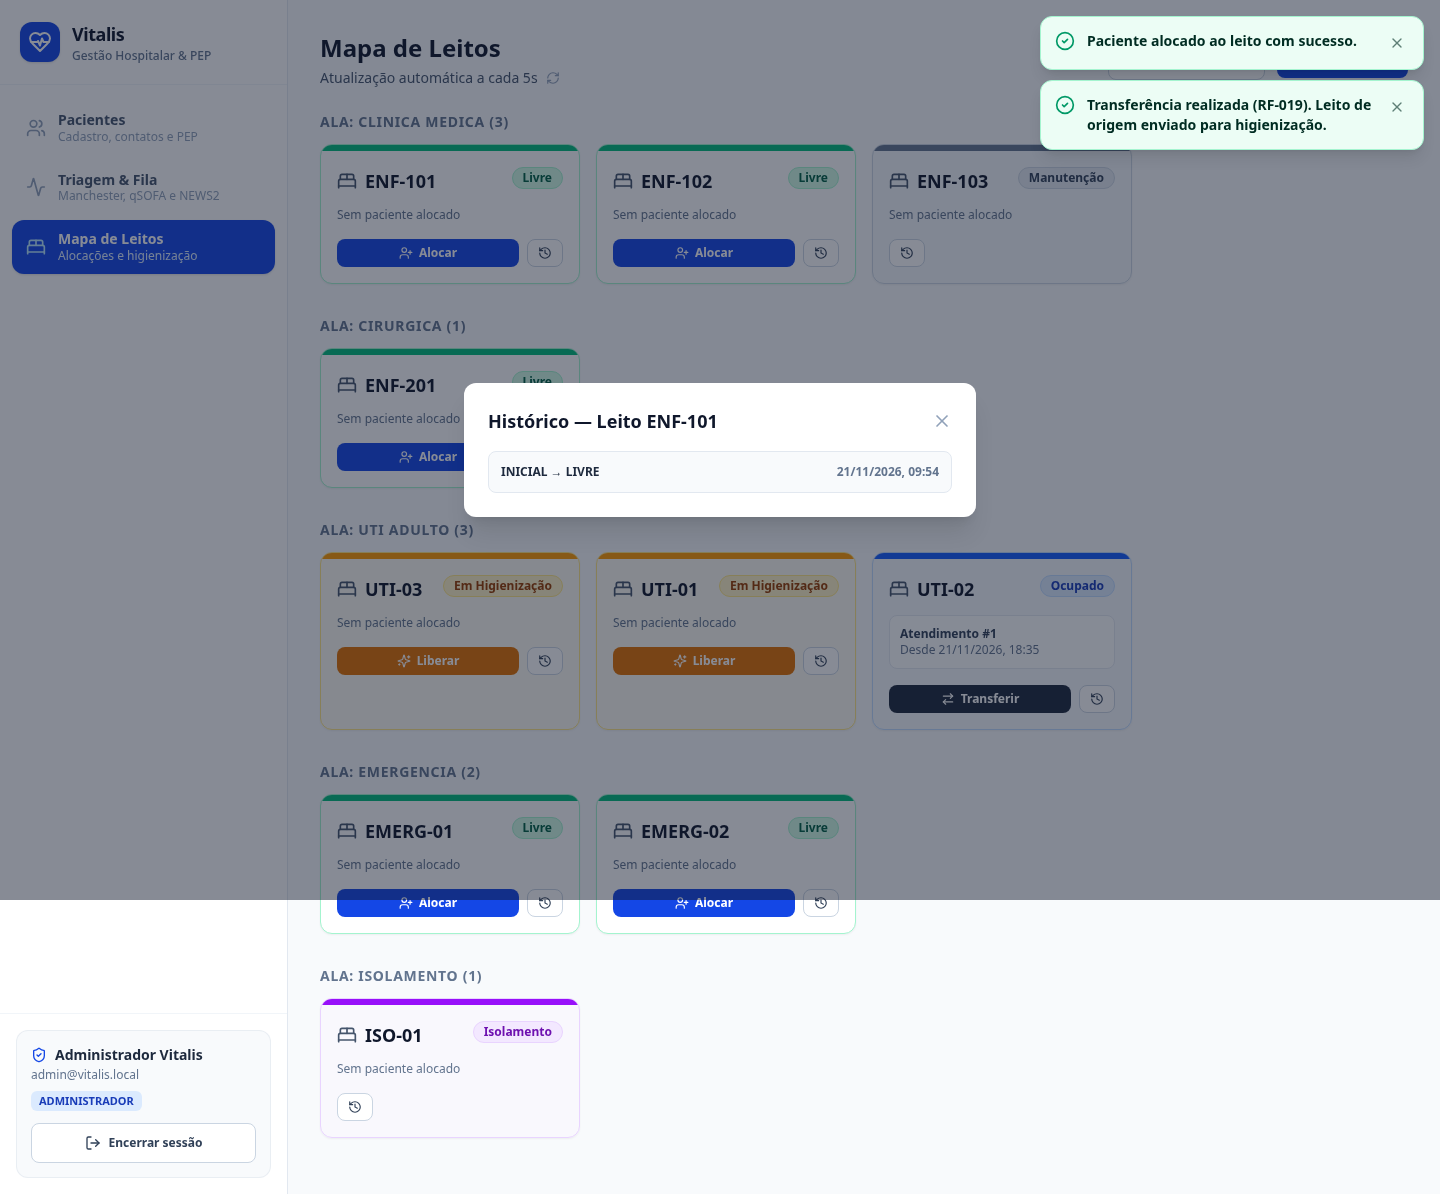 Vitalis
Gestão Hospitalar & PEP
Pacientes
Cadastro, contatos e PEP
Triagem & Fila
Manchester, qSOFA e NEWS2
Mapa de Leitos
Alocações e higienização
Administrador Vitalis
admin@vitalis.local
ADMINISTRADOR
Encerrar sessão
Mapa de Leitos
Atualização automática a cada 5s
Paciente alocado ao leito com sucesso.
Transferência realizada (RF-019). Leito de
origem enviado para higienização.
ALA: CLINICA MEDICA (3)
ENF-101
Livre
Sem paciente alocado
Alocar
ENF-102
Livre
Sem paciente alocado
Alocar
ENF-103
Manutenção
Sem paciente alocado
ALA: CIRURGICA (1)
ENF-201
Livre
Sem paciente alocado
Alocar
Histórico — Leito ENF-101
INICIAL → LIVRE
21/11/2026, 09:54
ALA: UTI ADULTO (3)
UTI-03
Em Higienização
Sem paciente alocado
Liberar
UTI-01
Em Higienização
Sem paciente alocado
Liberar
UTI-02
Ocupado
Atendimento #1
Desde 21/11/2026, 18:35
Transferir
ALA: EMERGENCIA (2)
EMERG-01
Livre
Sem paciente alocado
Alocar
EMERG-02
Livre
Sem paciente alocado
Alocar
ALA: ISOLAMENTO (1)
ISO-01
Isolamento
Sem paciente alocado